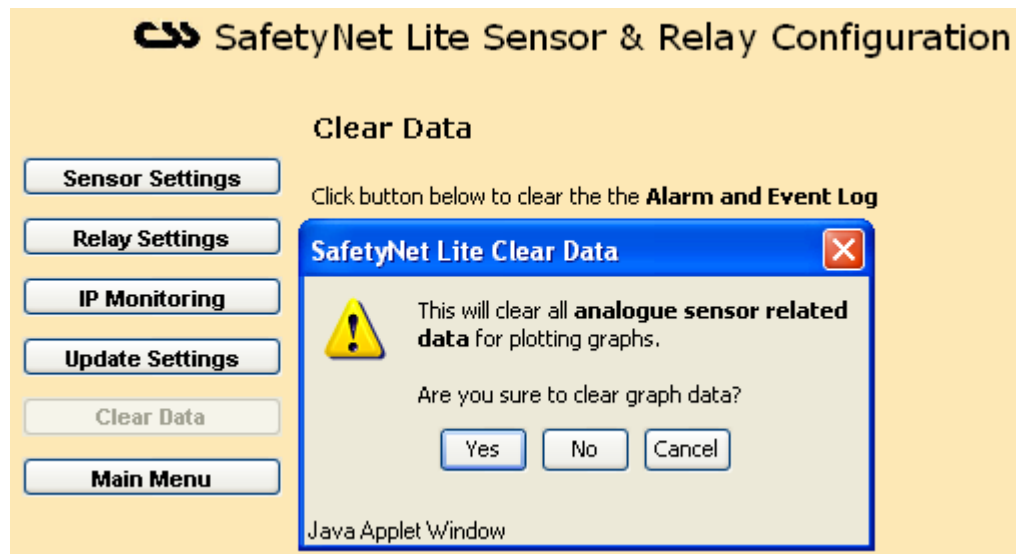 CSS SafetyNet Lite Sensor & Relay Configuration
Clear Data
Sensor Settings
Click button below to clear the the Alarm and Event Log
Relay Settings
SafetyNet Lite Clear Data
IP Monitoring
This will clear all analogue sensor related
data for plotting graphs.
Update Settings
Are you sure to clear graph data?
Clear Data
Yes No Cancel
Main Menu
Java Applet Window